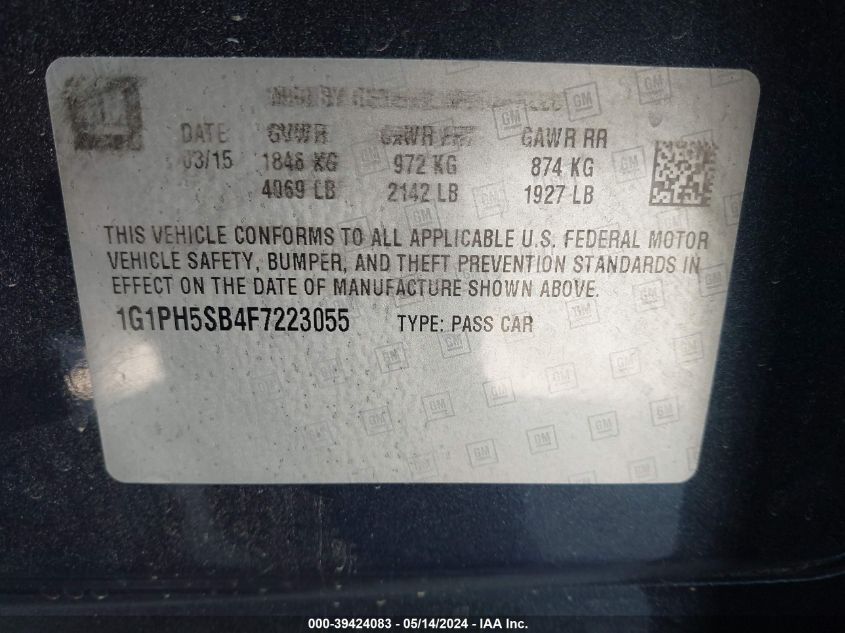 GM
DATE GVWR GAWR RR
03/15 1846 KG 972 KG 874 KG
4069 LB 2142 LB 1927 LB
THIS VEHICLE CONFORMS TO ALL APPLICABLE U.S. FEDERAL MOTOR
VEHICLE SAFETY, BUMPER, AND THEFT PREVENTION STANDARDS IN
EFFECT ON THE DATE OF MANUFACTURE SHOWN ABOVE.
1G1PH5SB4F7223055 TYPE: PASS CAR
000-39424083 - 05/14/2024 - IAA Inc.